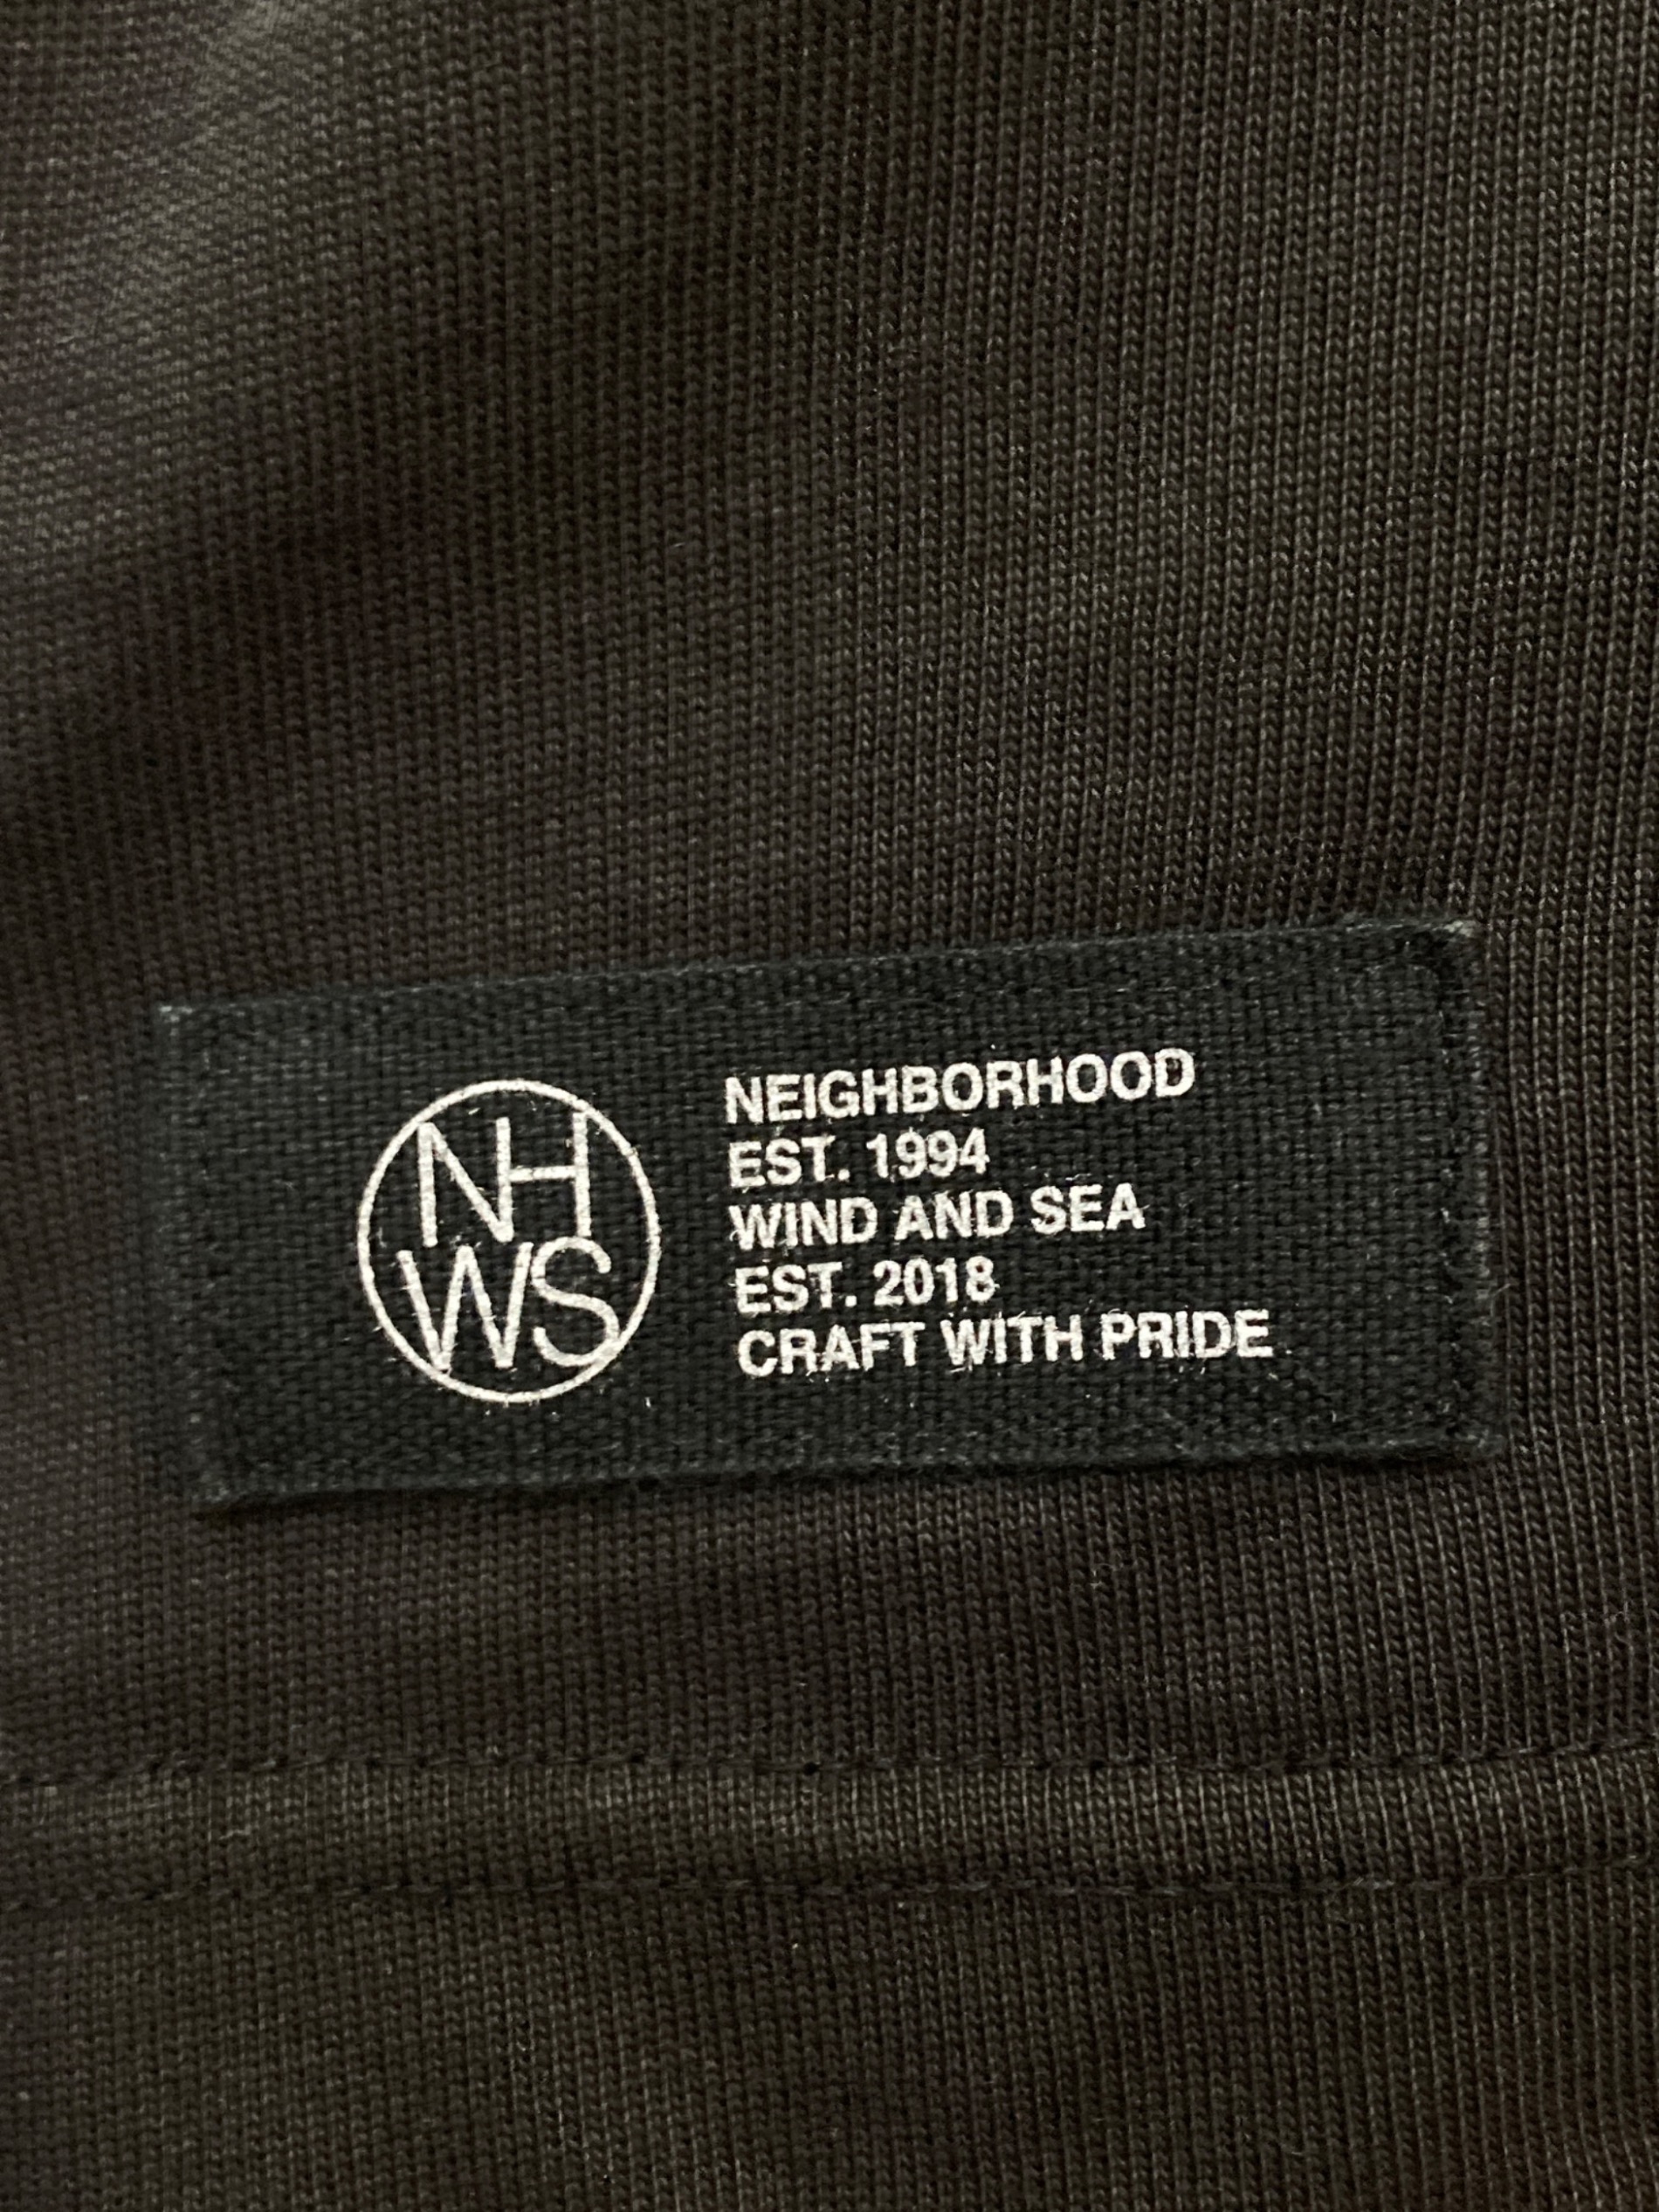 NH
WS
NEIGHBORHOOD
EST. 1994
WIND AND SEA
EST. 2018
CRAFT WITH PRIDE